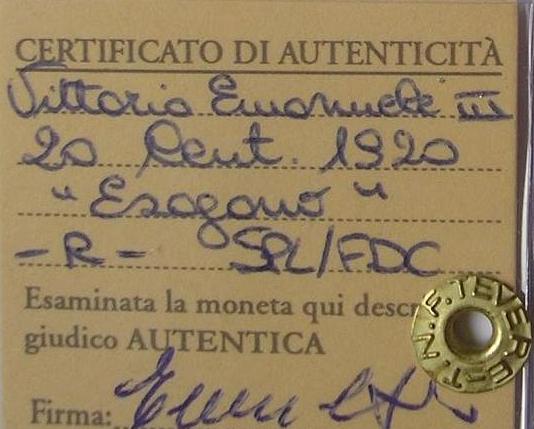 CERTIFICATO DI AUTENTICITÀ
Vittorio Emanuele III
20 Cent. 1920
"Esagono"
- R - SPL/FDC
Esaminata la moneta qui descr
giudico AUTENTICA
N.F. TEVERE-T.
Firma: